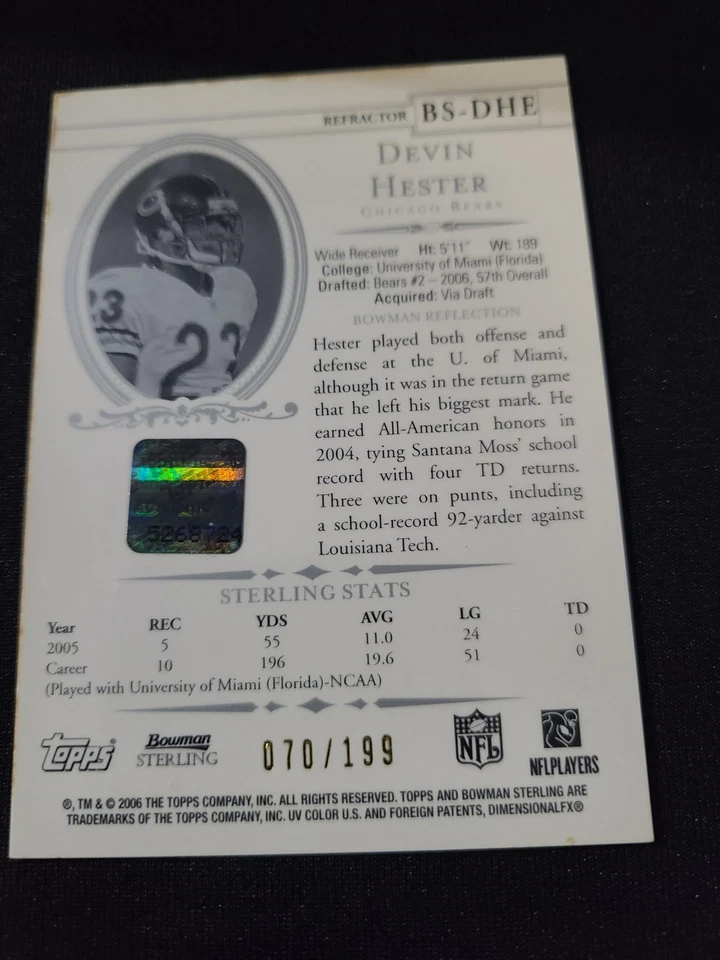 REFRACTOR BS-DHE
DEVIN
HESTER
CHICAGO BEARS
Wide Receiver Ht: 5'11" Wt: 189
College: University of Miami (Florida)
Drafted: Bears #2 – 2006, 57th Overall
Acquired: Via Draft
BOWMAN REFLECTION
Hester played both offense and
defense at the U. of Miami,
although it was in the return game
that he left his biggest mark. He
earned All-American honors in
2004, tying Santana Moss' school
record with four TD returns.
Three were on punts, including
a school-record 92-yarder against
Louisiana Tech.
23
23
STERLING STATS
Year REC YDS AVG LG TD
2005 5 55 11.0 24 0
Career 10 196 19.6 51 0
(Played with University of Miami (Florida)-NCAA)
topps® Bowman STERLING 070/199 NFL NFLPLAYERS
®, TM & © 2006 THE TOPPS COMPANY, INC. ALL RIGHTS RESERVED. TOPPS AND BOWMAN STERLING ARE
TRADEMARKS OF THE TOPPS COMPANY, INC. UV COLOR U.S. AND FOREIGN PATENTS, DIMENSIONALFX®